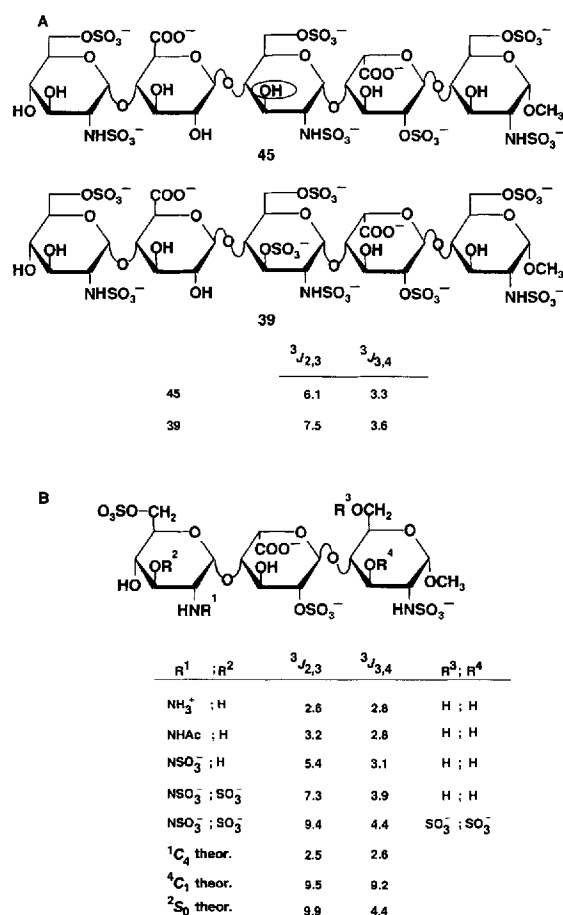 A
OSO₃⁻ COO⁻ OSO₃⁻ OSO₃⁻
O O O O O
OH OH OH COO⁻ OH OH
HO O O O O OCH₃
NHSO₃⁻ OH NHSO₃⁻ OSO₃⁻ NHSO₃⁻
45
OSO₃⁻ COO⁻ OSO₃⁻ OSO₃⁻
O O O O O
OH OH OSO₃⁻ COO⁻ OH OH
HO O O O O OCH₃
NHSO₃⁻ OH NHSO₃⁻ OSO₃⁻ NHSO₃⁻
39
³J₂,₃ ³J₃,₄
45 6.1 3.3
39 7.5 3.6
B
O₃SO-CH₂ R³OCH₂
O O O
OR² COO⁻ OH OR⁴
HO O O OCH₃
HNR¹ OSO₃⁻ NHSO₃⁻
R¹ ;R² ³J₂,₃ ³J₃,₄ R³; R⁴
NH₃⁺ ; H 2.6 2.8 H ; H
NHAc ; H 3.2 2.8 H ; H
NSO₃⁻ ; H 5.4 3.1 H ; H
NSO₃⁻ ; SO₃⁻ 7.3 3.9 H ; H
NSO₃⁻ ; SO₃⁻ 9.4 4.4 SO₃⁻ ; SO₃⁻
¹C₄ theor. 2.5 2.6
⁴C₁ theor. 9.5 9.2
²S₀ theor. 9.9 4.4